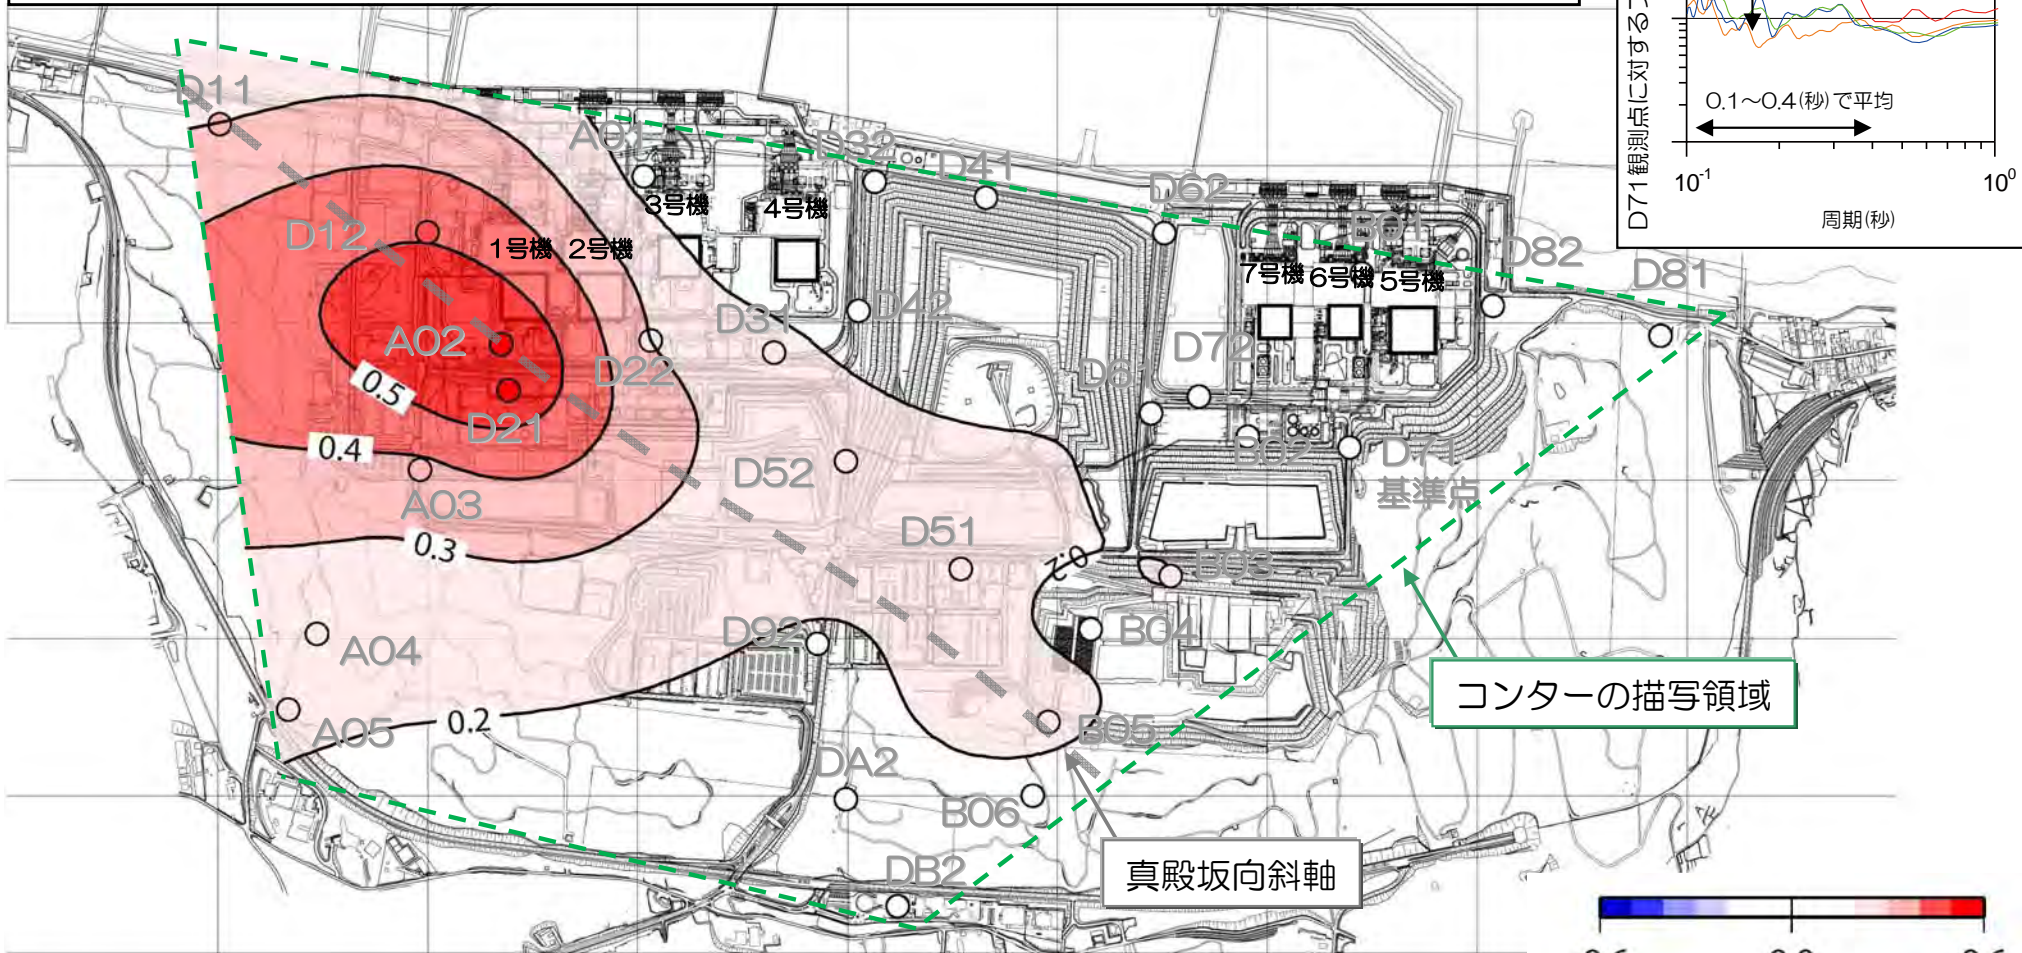 D71観測点に対する
0.1～0.4(秒)で平均
10⁻¹
10⁰
周期(秒)
D11
A01
D32
D41
D62
B01
D82
D81
3号機
4号機
D12
1号機
2号機
7号機
6号機
5号機
A02
D22
D31
D42
D72
D6
0.5
D21
0.4
A03
D52
B02
D71
基準点
0.3
D51
0.2
B03
A04
D92
B04
A05
0.2
B05
コンターの描写領域
DA2
B06
真殿坂向斜軸
DB2